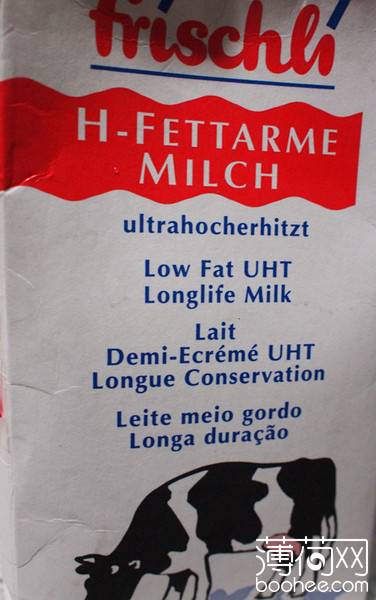 frischli
H-FETTARME
MILCH
ultrahocherhitzt
Low Fat UHT
Longlife Milk
Lait
Demi-Ecrémé UHT
Longue Conservation
Leite meio gordo
Longa duração
薄荷网
boohee.com